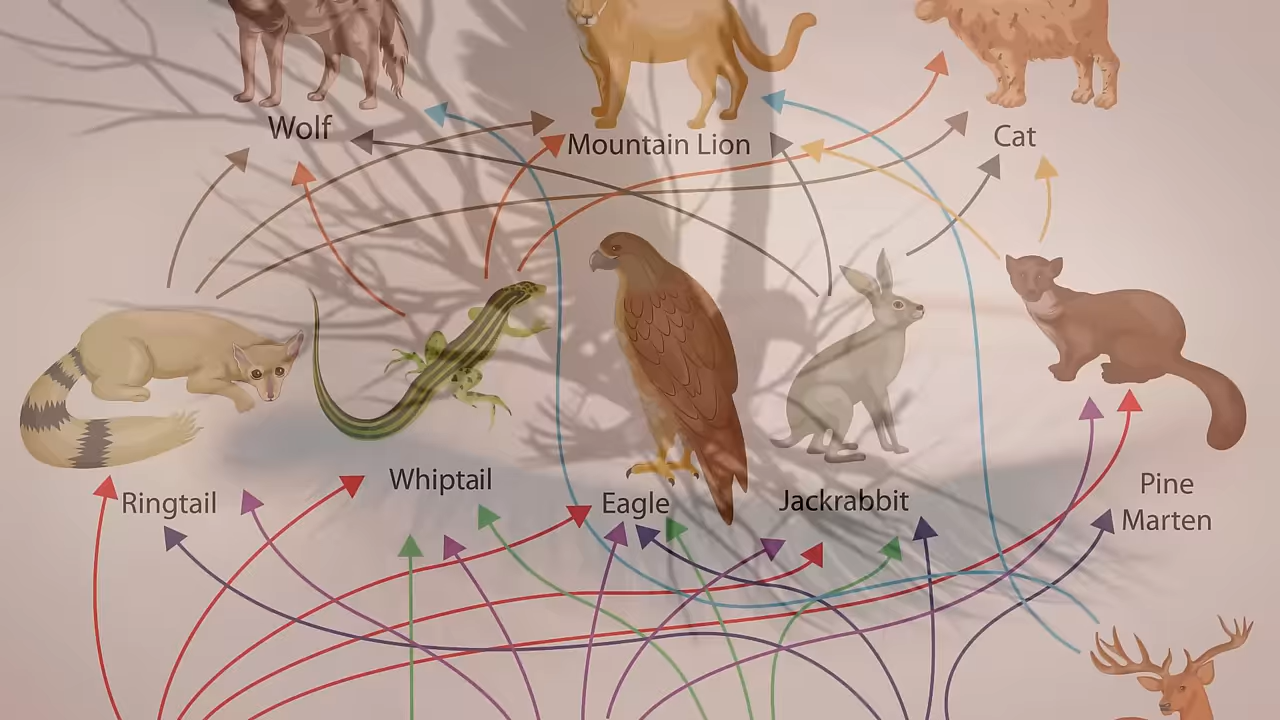 Wolf
Mountain Lion
Cat
Ringtail
Whiptail
Eagle
Jackrabbit
Pine
Marten